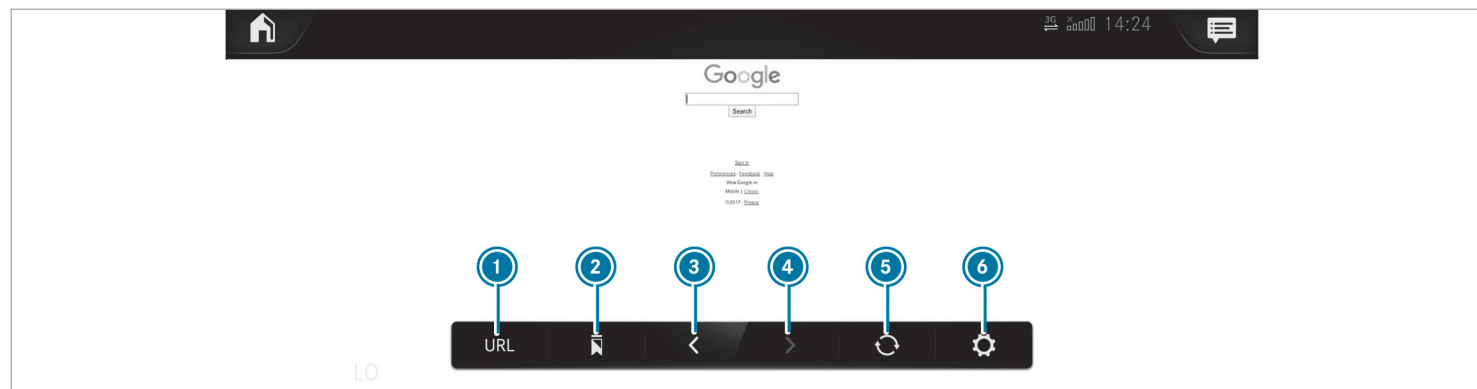 3G 14:24
Google
Search
Sign in
Preferences - Feedback - Help
View Google in:
Mobile | Classic
©2017 - Privacy
1 2 3 4 5 6
URL
LO